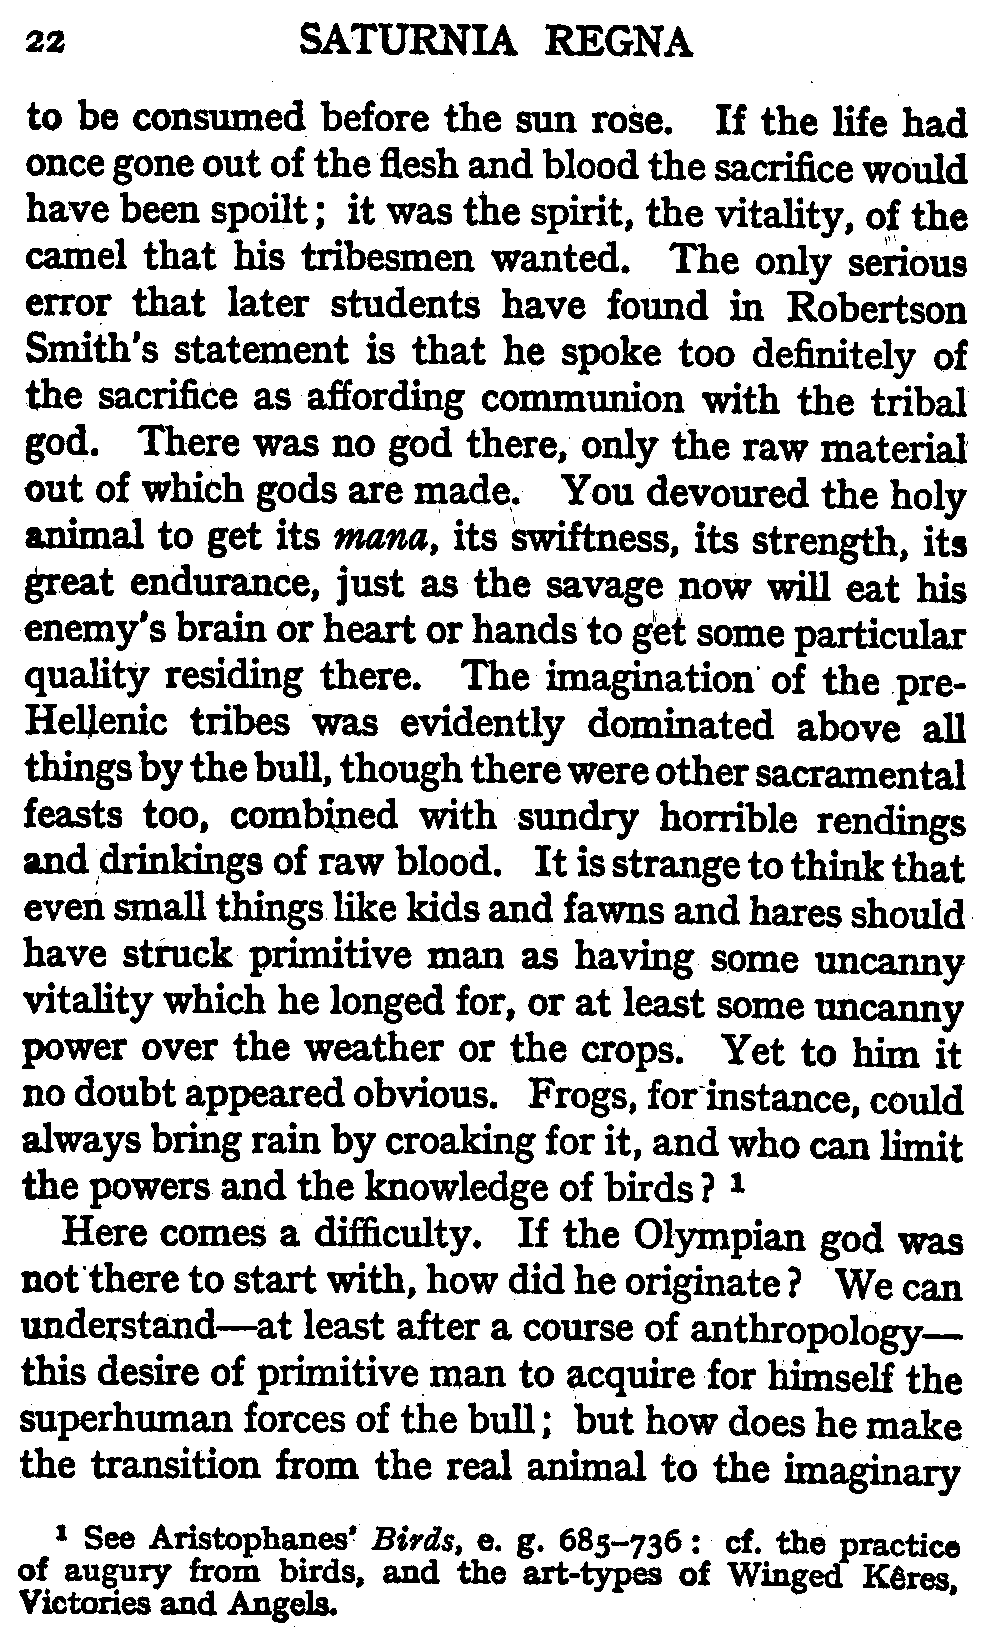 22 SATURNIA REGNA
to be consumed before the sun rose. If the life had
once gone out of the flesh and blood the sacrifice would
have been spoilt; it was the spirit, the vitality, of the
camel that his tribesmen wanted. The only serious
error that later students have found in Robertson
Smith's statement is that he spoke too definitely of
the sacrifice as affording communion with the tribal
god. There was no god there, only the raw material
out of which gods are made. You devoured the holy
animal to get its mana, its swiftness, its strength, its
great endurance, just as the savage now will eat his
enemy's brain or heart or hands to get some particular
quality residing there. The imagination of the pre-
Hellenic tribes was evidently dominated above all
things by the bull, though there were other sacramental
feasts too, combined with sundry horrible rendings
and drinkings of raw blood. It is strange to think that
even small things like kids and fawns and hares should
have struck primitive man as having some uncanny
vitality which he longed for, or at least some uncanny
power over the weather or the crops. Yet to him it
no doubt appeared obvious. Frogs, for instance, could
always bring rain by croaking for it, and who can limit
the powers and the knowledge of birds? ¹
Here comes a difficulty. If the Olympian god was
not there to start with, how did he originate? We can
understand—at least after a course of anthropology—
this desire of primitive man to acquire for himself the
superhuman forces of the bull; but how does he make
the transition from the real animal to the imaginary
¹ See Aristophanes' Birds, e. g. 685–736: cf. the practice
of augury from birds, and the art-types of Winged Kêres,
Victories and Angels.